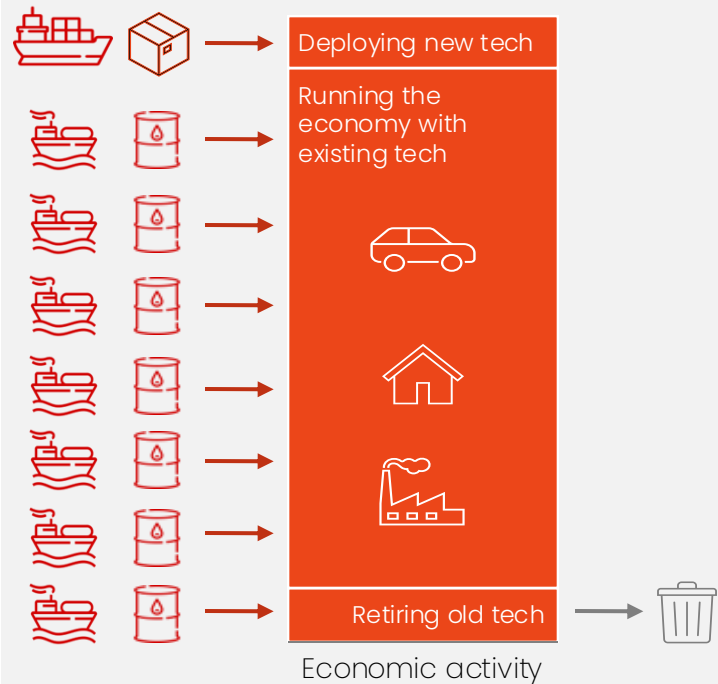 Deploying new tech
Running the
economy with
existing tech
Retiring old tech
Economic activity